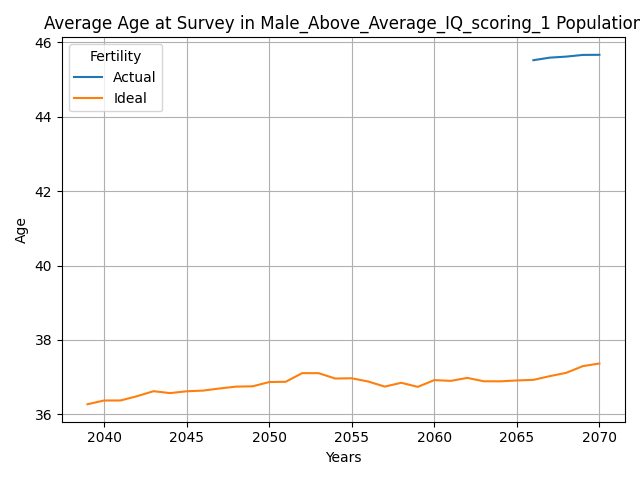 Average Age at Survey in Male_Above_Average_IQ_scoring_1 Population
Fertility
Actual
Ideal
46
44
42
40
38
36
Age
2040 2045 2050 2055 2060 2065 2070
Years